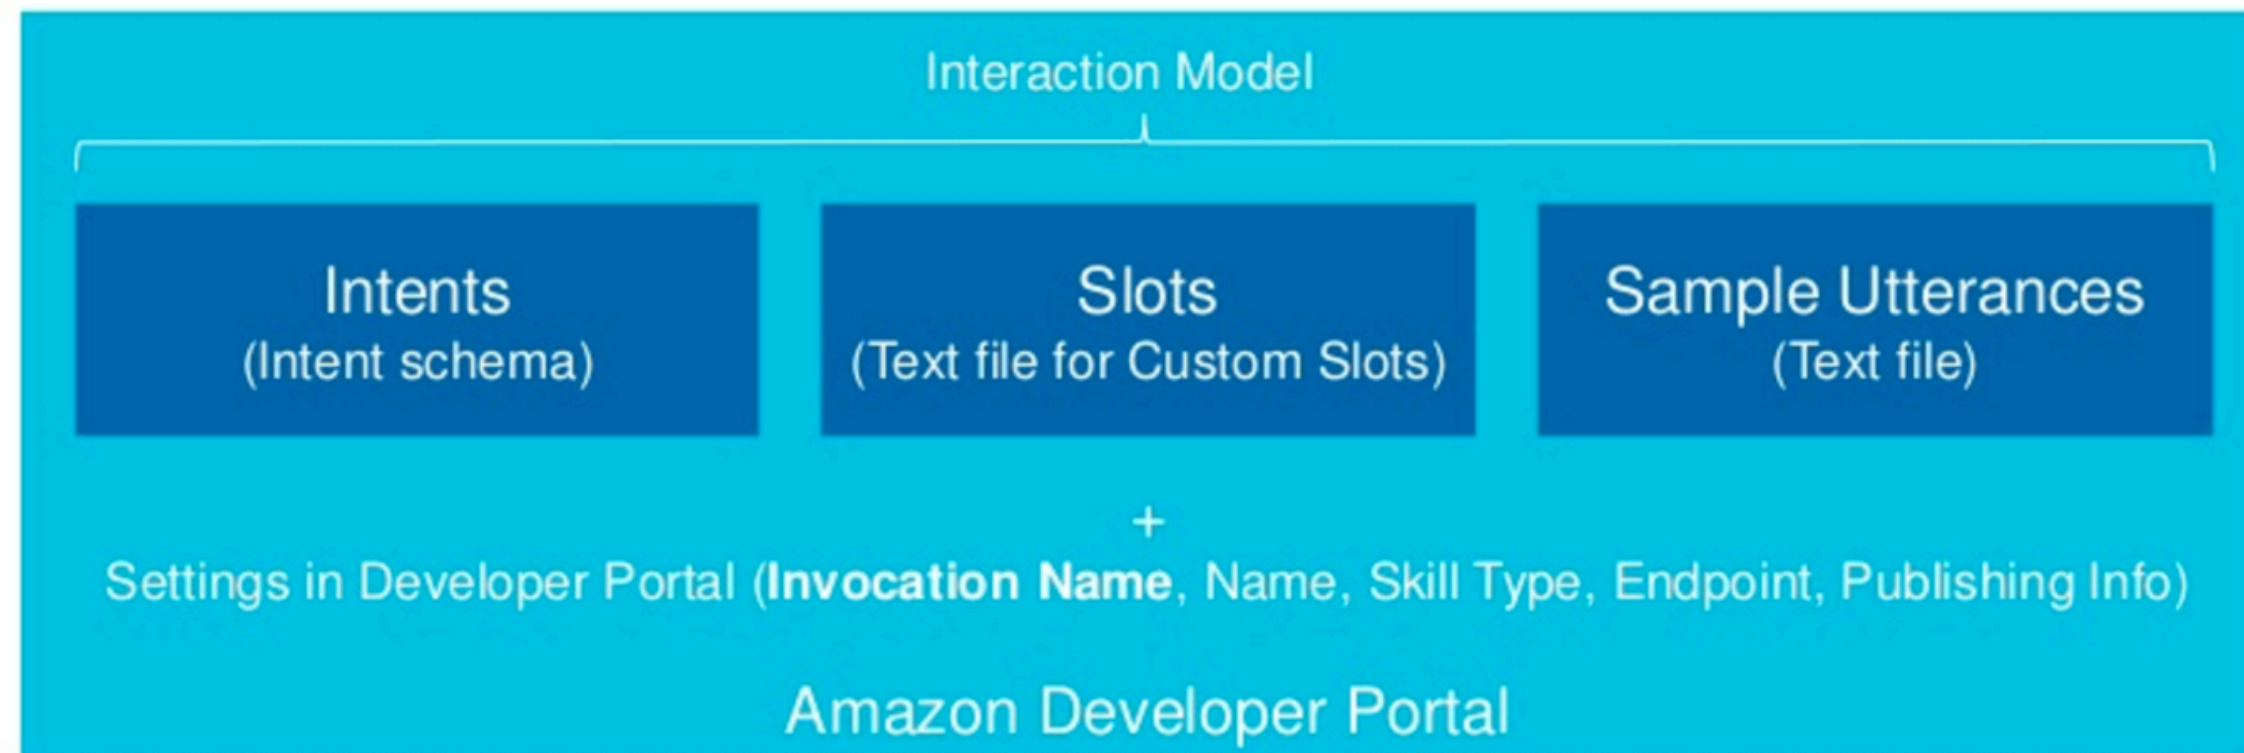 Interaction Model
Intents
(Intent schema)
Slots
(Text file for Custom Slots)
Sample Utterances
(Text file)
+
Settings in Developer Portal (Invocation Name, Name, Skill Type, Endpoint, Publishing Info)
Amazon Developer Portal